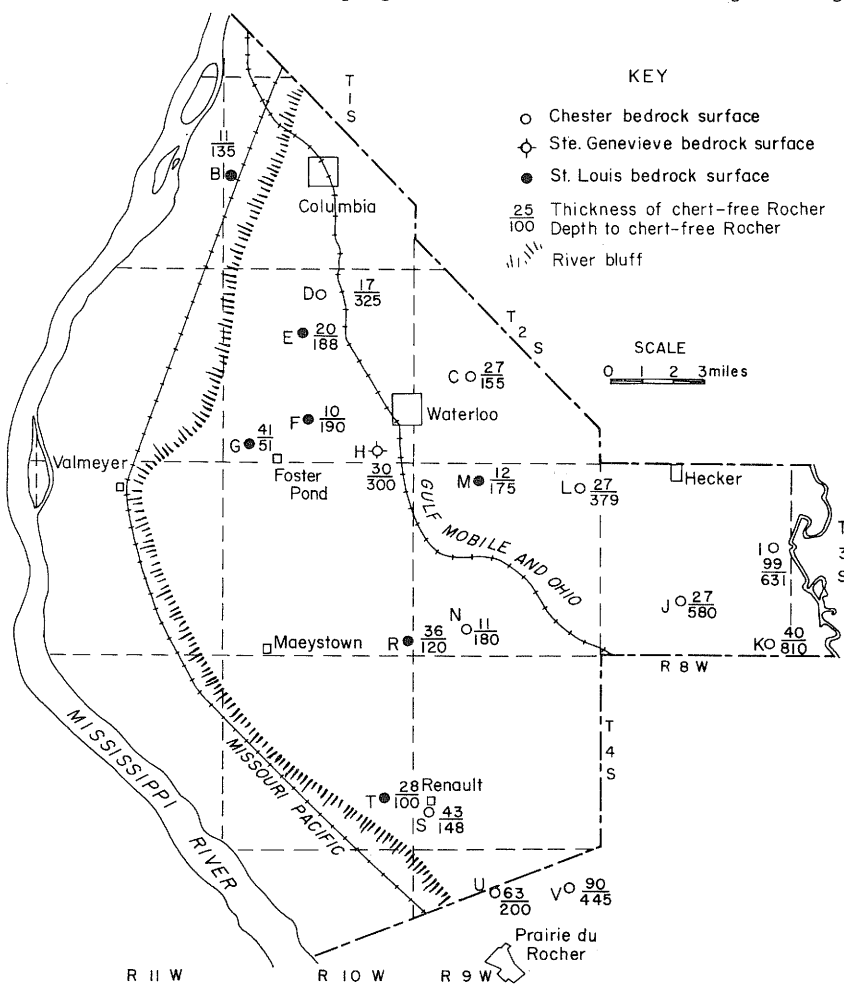 KEY
Chester bedrock surface
Ste. Genevieve bedrock surface
St. Louis bedrock surface
25
100
Thickness of chert-free Rocher
Depth to chert-free Rocher
River bluff
SCALE
0 1 2 3 miles
T
1
S
11
135
B
Columbia
D
17
325
T
2
S
E
20
188
C
27
155
Waterloo
F
10
190
G
41
51
H
30
300
Valmeyer
Foster
Pond
M
12
175
L
27
379
Hecker
GULF MOBILE AND OHIO
T
3
S
I
99
631
J
27
580
N
11
180
Maeystown
R
36
120
K
40
810
R 8 W
MISSISSIPPI
RIVER
MISSOURI PACIFIC
T
4
S
T
28
100
Renault
S
43
148
U
63
200
V
90
445
Prairie du
Rocher
R 11 W
R 10 W
R 9 W